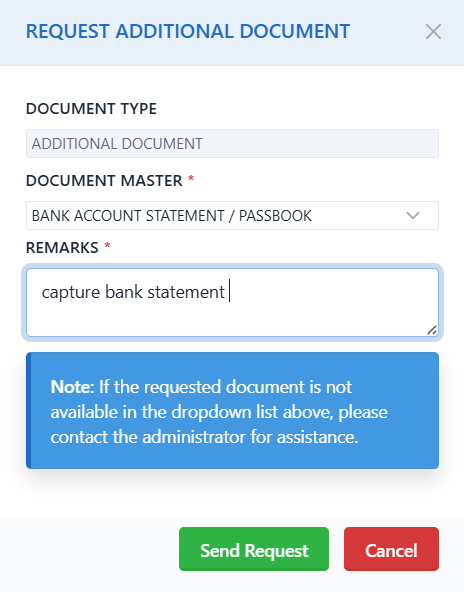 REQUEST ADDITIONAL DOCUMENT
DOCUMENT TYPE
ADDITIONAL DOCUMENT
DOCUMENT MASTER *
BANK ACCOUNT STATEMENT / PASSBOOK
REMARKS *
capture bank statement
Note: If the requested document is not
available in the dropdown list above, please
contact the administrator for assistance.
Send Request
Cancel